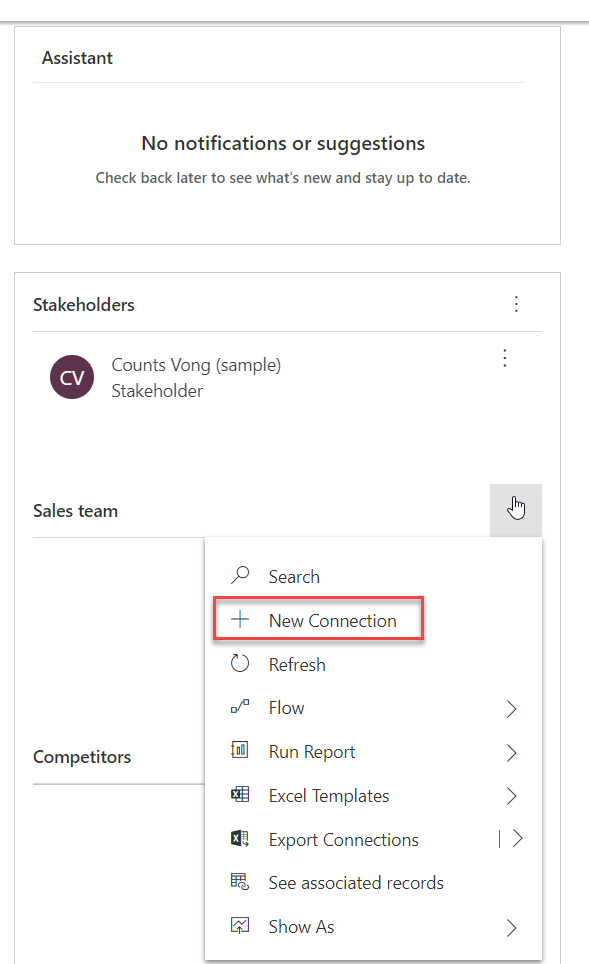 Assistant
No notifications or suggestions
Check back later to see what's new and stay up to date.
Stakeholders
CV
Counts Vong (sample)
Stakeholder
Sales team
Search
New Connection
Refresh
Flow
Run Report
Competitors
Excel Templates
Export Connections
See associated records
Show As